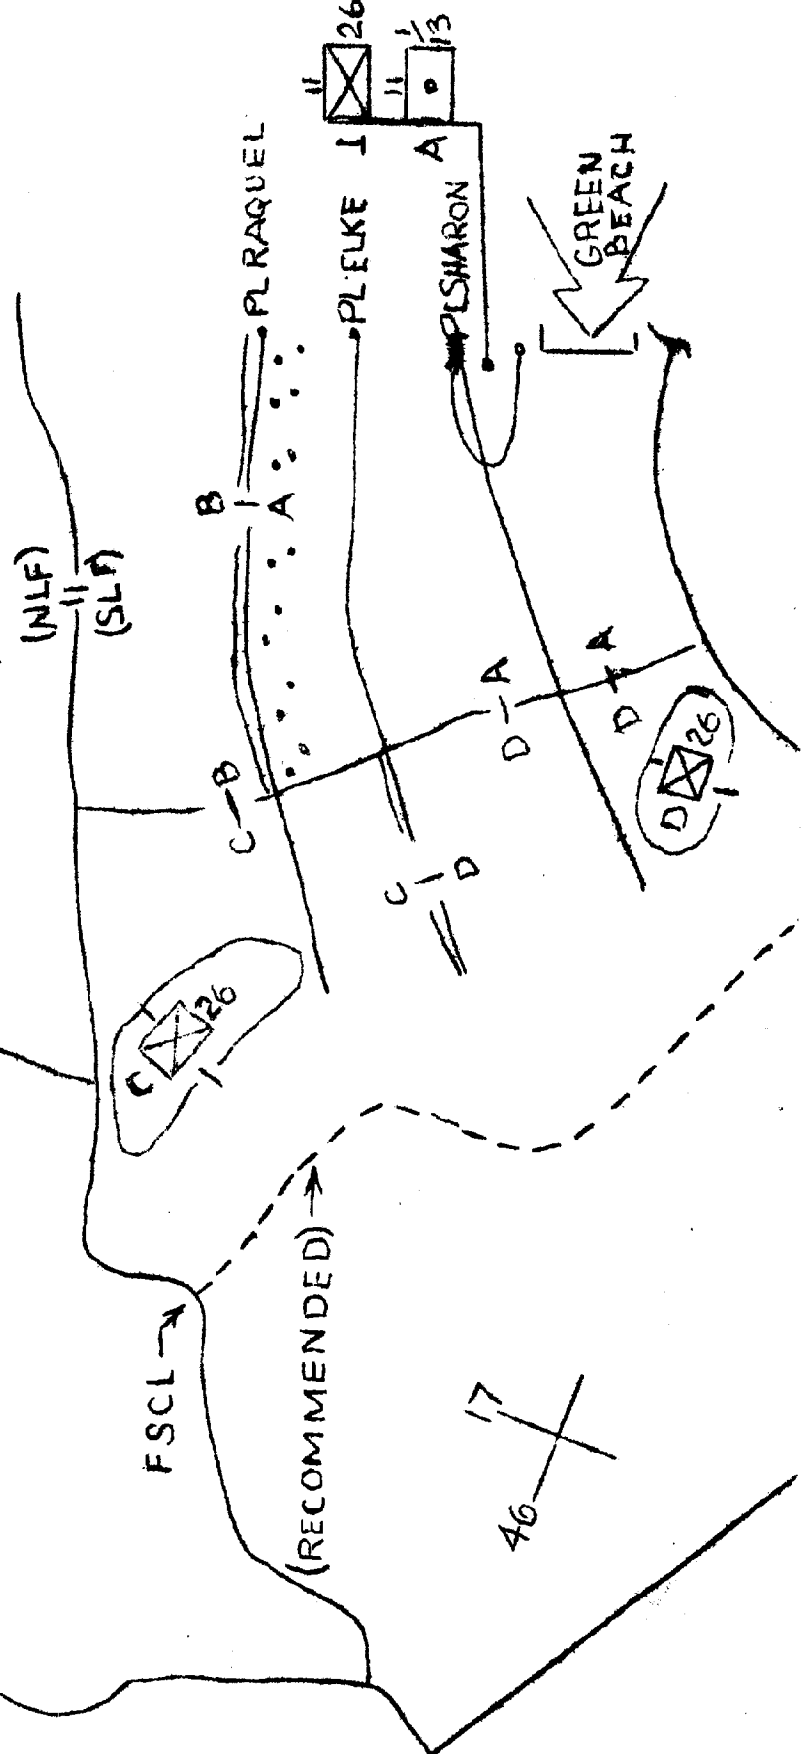 (NLF)
II
(SLF)
FSCL
C 26
B
A
C
B
PL RAQUEL
(RECOMMENDED)
II
26
PL ELKE
I
C
D
II
1/13
A
PL SHARON
D
A
46
17
D
A
D 26
GREEN
BEACH